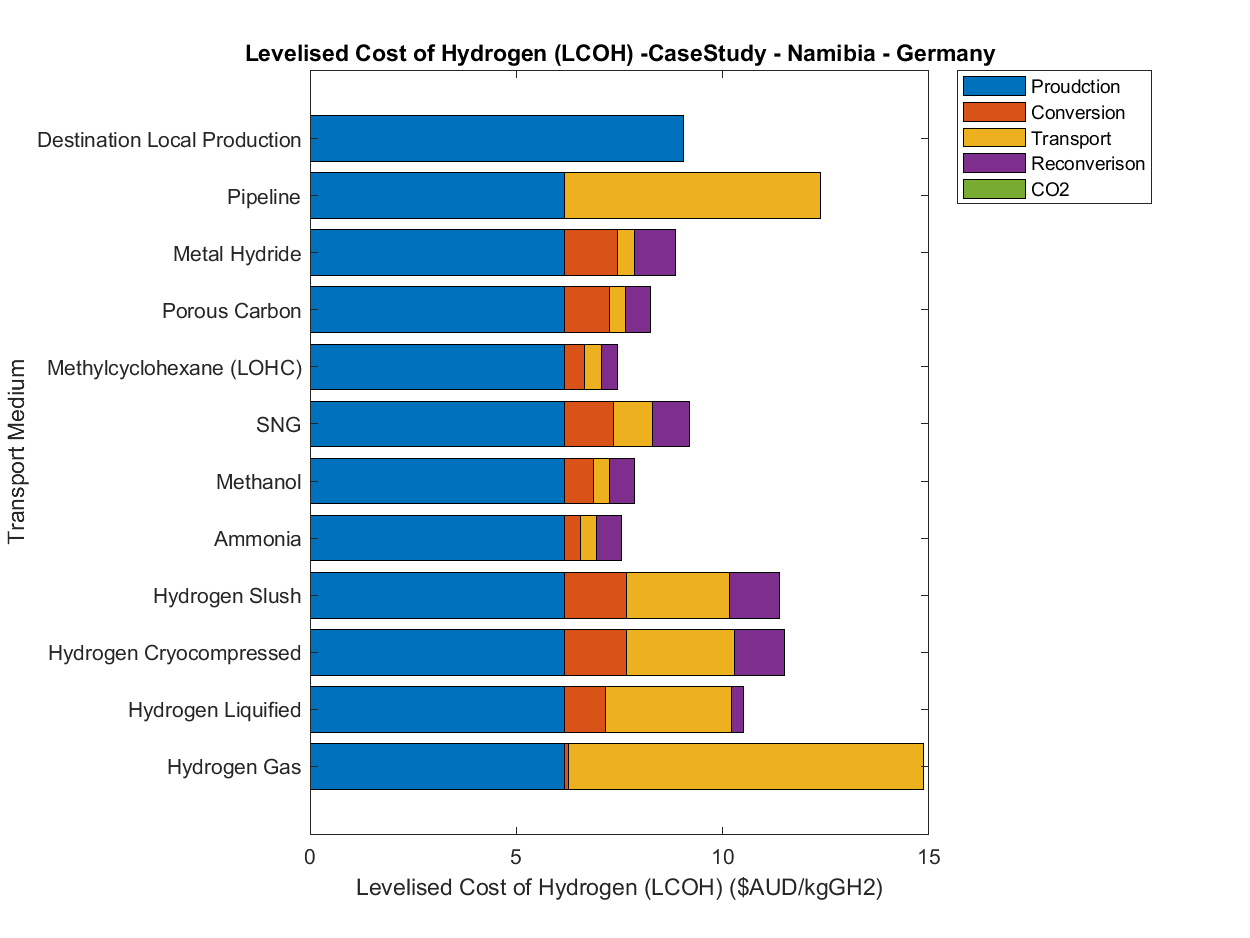 Levelised Cost of Hydrogen (LCOH) -CaseStudy - Namibia - Germany
Proudction
Conversion
Transport
Reconverison
CO2
Transport Medium
Destination Local Production
Pipeline
Metal Hydride
Porous Carbon
Methylcyclohexane (LOHC)
SNG
Methanol
Ammonia
Hydrogen Slush
Hydrogen Cryocompressed
Hydrogen Liquified
Hydrogen Gas
0 5 10 15
Levelised Cost of Hydrogen (LCOH) ($AUD/kgGH2)